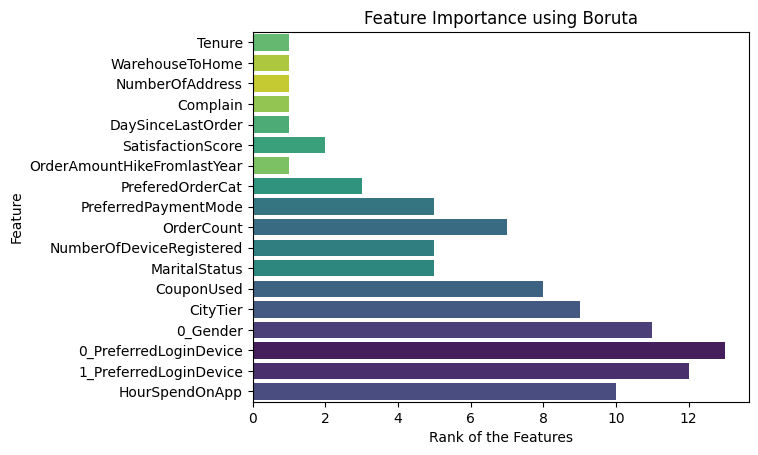 Feature Importance using Boruta
Feature
Tenure
WarehouseToHome
NumberOfAddress
Complain
DaySinceLastOrder
SatisfactionScore
OrderAmountHikeFromlastYear
PreferedOrderCat
PreferredPaymentMode
OrderCount
NumberOfDeviceRegistered
MaritalStatus
CouponUsed
CityTier
0_Gender
0_PreferredLoginDevice
1_PreferredLoginDevice
HourSpendOnApp
0 2 4 6 8 10 12
Rank of the Features